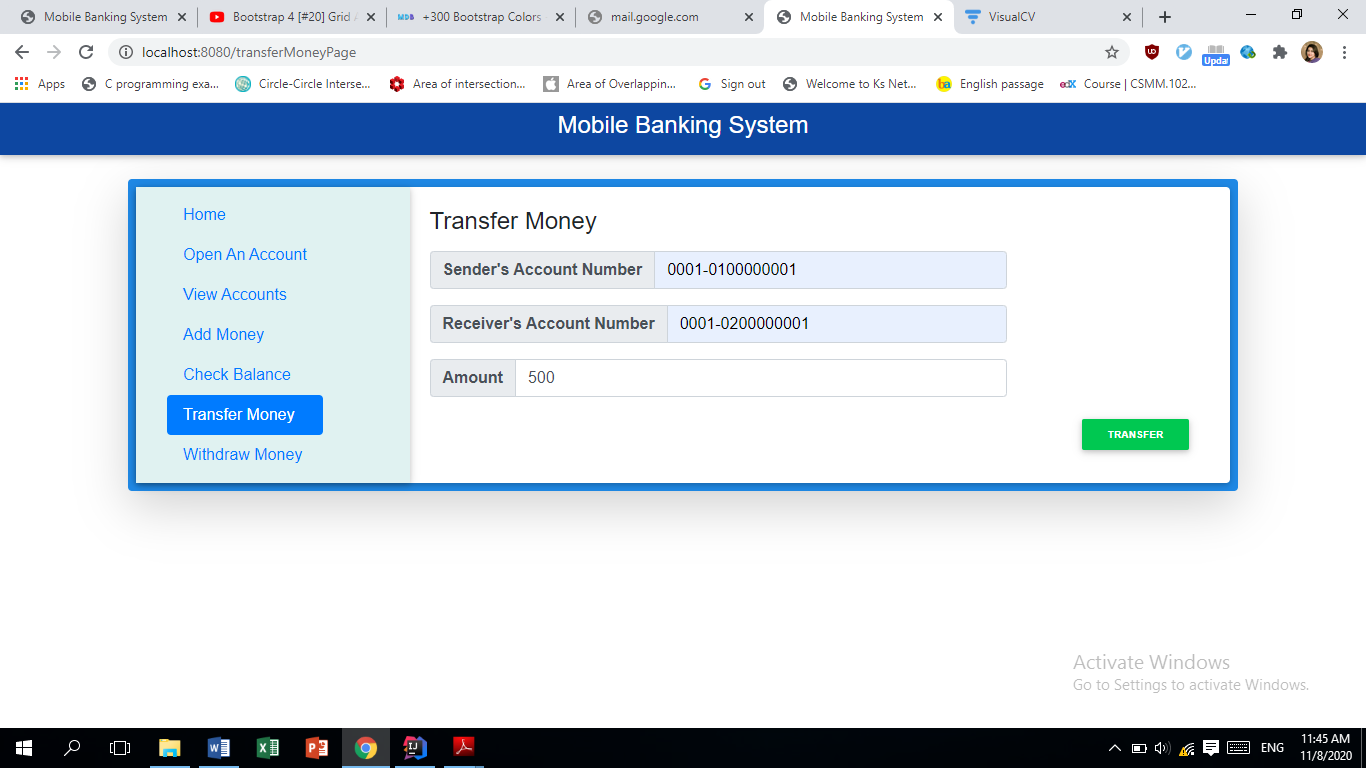 Mobile Banking System
Bootstrap 4 [#20] Grid
MDB +300 Bootstrap Colors
mail.google.com
Mobile Banking System
VisualCV
localhost:8080/transferMoneyPage
Apps
C programming exa...
Circle-Circle Interse...
Area of intersection...
Area of Overlappin...
Sign out
Welcome to Ks Net...
English passage
edX Course | CSMM.102...
Mobile Banking System
Home
Open An Account
View Accounts
Add Money
Check Balance
Transfer Money
Withdraw Money
Transfer Money
Sender's Account Number 0001-0100000001
Receiver's Account Number 0001-0200000001
Amount 500
TRANSFER
Activate Windows
Go to Settings to activate Windows.
ENG
11:45 AM
11/8/2020